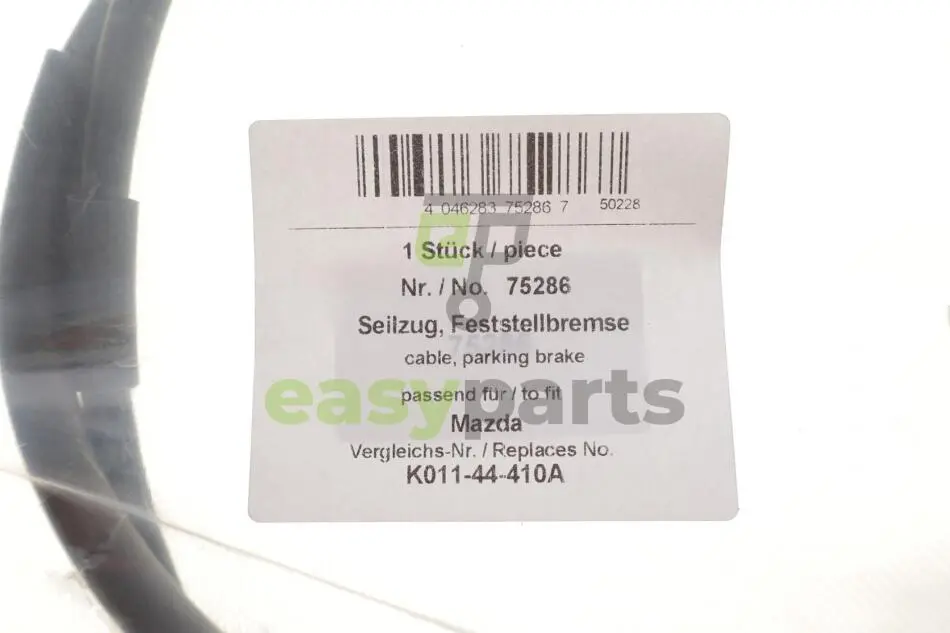 4 046283 75286 7 50228
1 Stück / piece
Nr. / No. 75286
Seilzug, Feststellbremse
cable, parking brake
passend für / to fit
easyparts
Mazda
Vergleichs-Nr. / Replaces No.
K011-44-410A